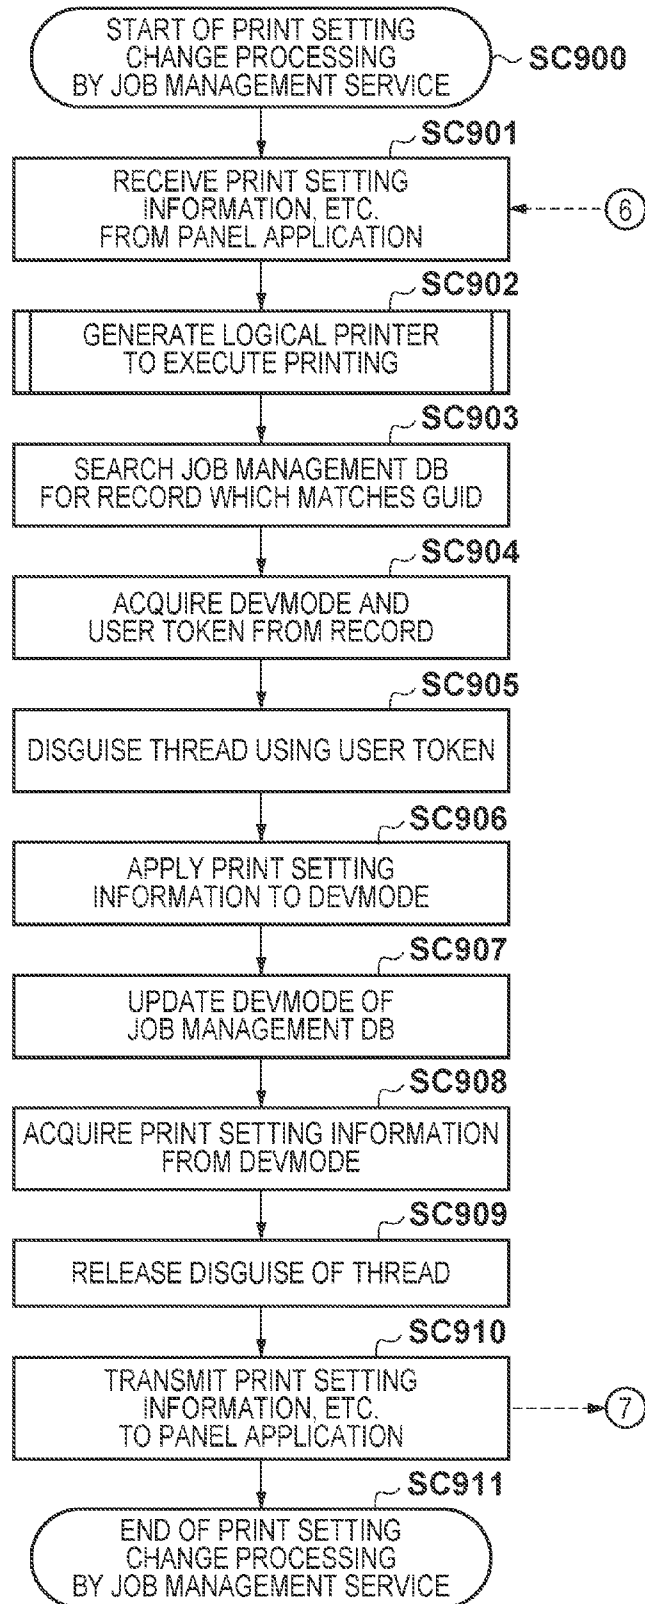 START OF PRINT SETTING
CHANGE PROCESSING
BY JOB MANAGEMENT SERVICE
SC900
SC901
RECEIVE PRINT SETTING
INFORMATION, ETC.
FROM PANEL APPLICATION
6
SC902
GENERATE LOGICAL PRINTER
TO EXECUTE PRINTING
SC903
SEARCH JOB MANAGEMENT DB
FOR RECORD WHICH MATCHES GUID
SC904
ACQUIRE DEVMODE AND
USER TOKEN FROM RECORD
SC905
DISGUISE THREAD USING USER TOKEN
SC906
APPLY PRINT SETTING
INFORMATION TO DEVMODE
SC907
UPDATE DEVMODE OF
JOB MANAGEMENT DB
SC908
ACQUIRE PRINT SETTING INFORMATION
FROM DEVMODE
SC909
RELEASE DISGUISE OF THREAD
SC910
TRANSMIT PRINT SETTING
INFORMATION, ETC.
TO PANEL APPLICATION
7
SC911
END OF PRINT SETTING
CHANGE PROCESSING
BY JOB MANAGEMENT SERVICE